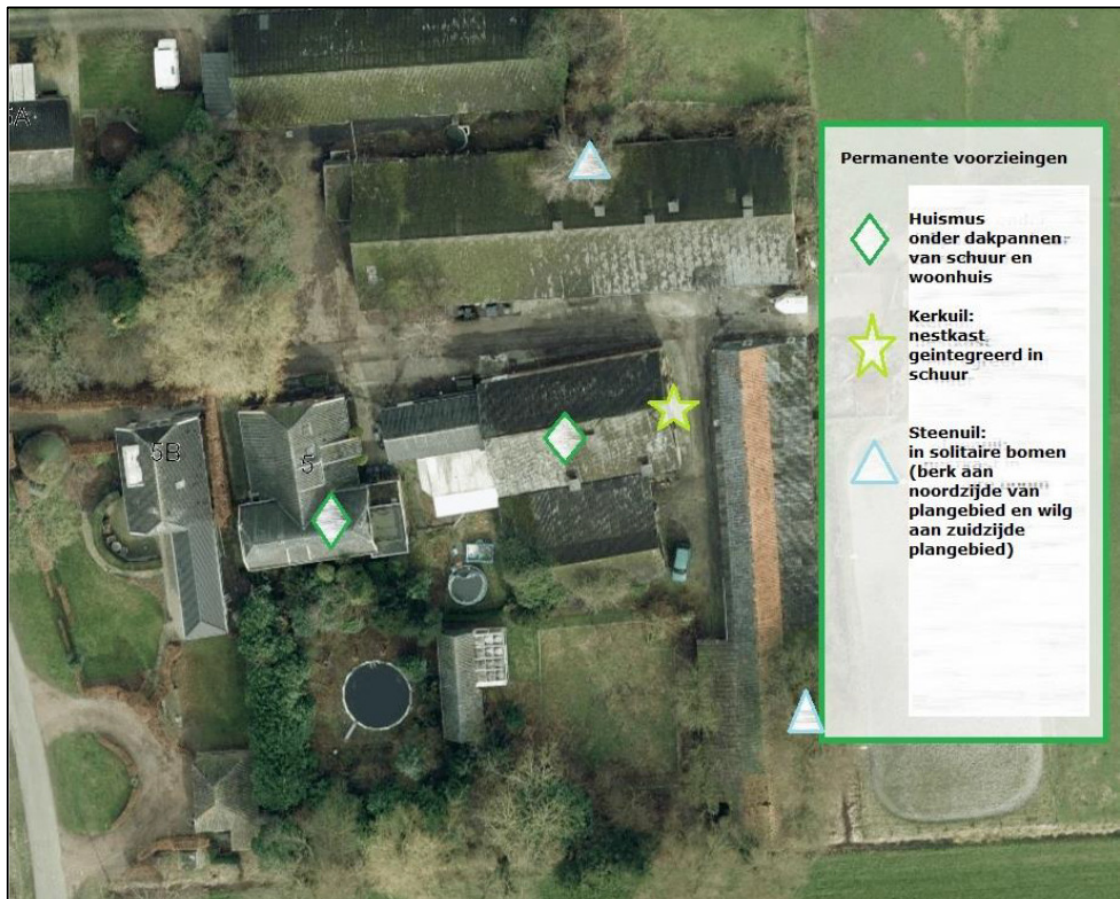 5A
5B
5
Permanente voorzieingen
Huismus
onder dakpannen
van schuur en
woonhuis
Kerkuil:
nestkast
geintegreerd in
schuur
Steenuil:
in solitaire bomen
(berk aan
noordzijde van
plangebied en wilg
aan zuidzijde
plangebied)